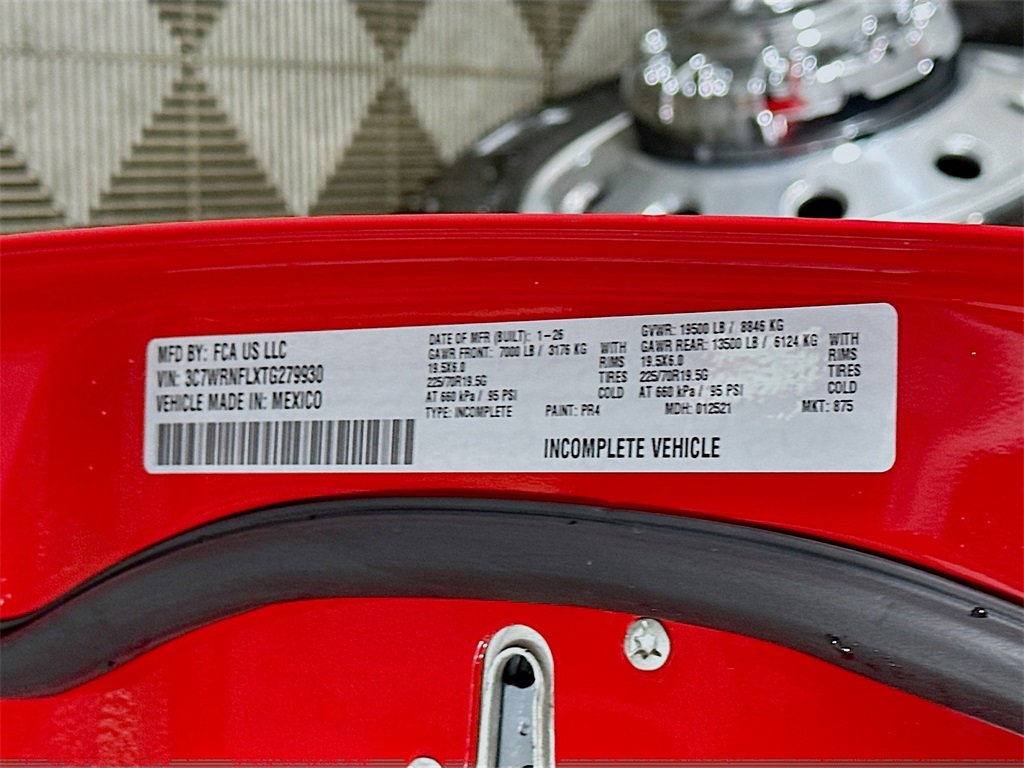 MFD BY: FCA US LLC
VIN: 3C7WRNFLXTG279930
VEHICLE MADE IN: MEXICO
DATE OF MFR (BUILT): 1-26
GAWR FRONT: 7000 LB / 3176 KG WITH
19.5X6.0 RIMS
225/70R19.5G TIRES
AT 660 kPa / 95 PSI COLD
TYPE: INCOMPLETE PAINT: PR4 MDH: 012521 MKT: 875
GVWR: 19500 LB / 8846 KG
GAWR REAR: 13500 LB / 6124 KG WITH
19.5X6.0 RIMS
225/70R19.5G TIRES
AT 660 kPa / 95 PSI COLD
INCOMPLETE VEHICLE